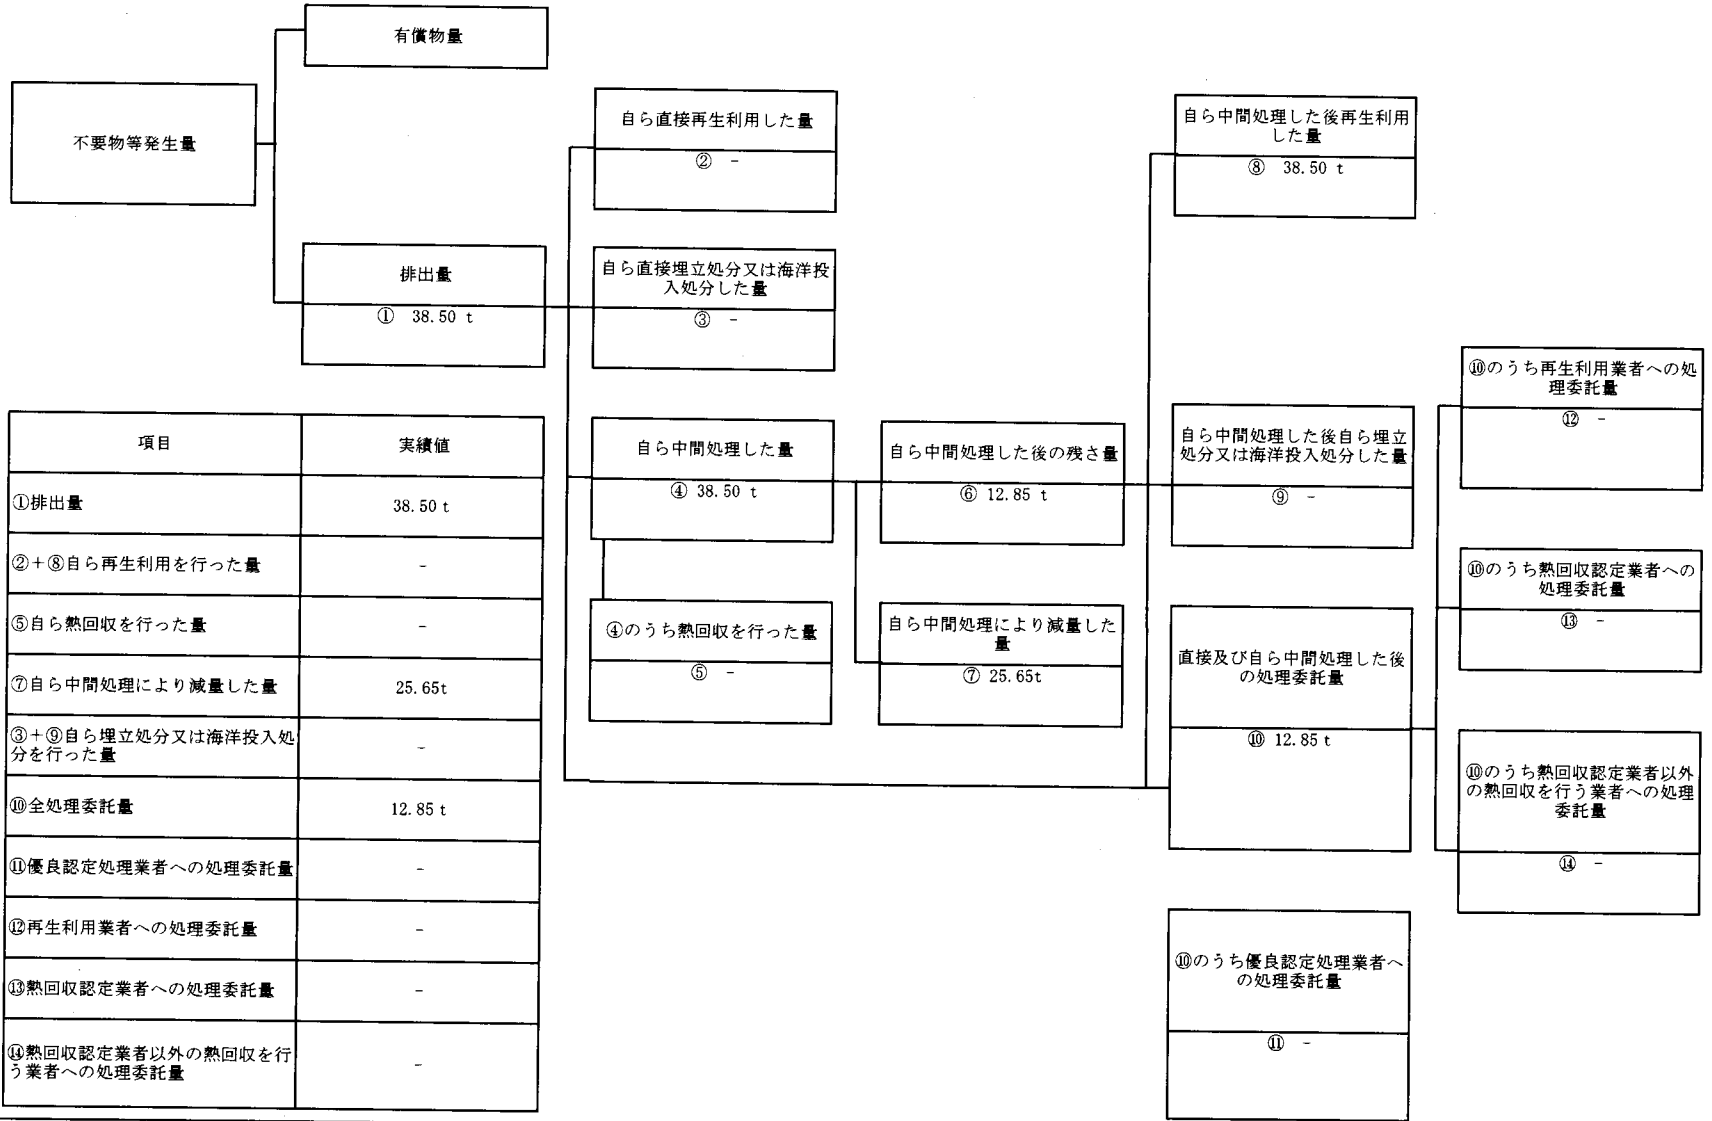 有償物量
不要物等発生量
排出量
① 38.50 t
自ら直接再生利用した量
② -
自ら直接埋立処分又は海洋投
入処分した量
③ -
自ら中間処理した量
④ 38.50 t
④のうち熱回収を行った量
⑤ -
自ら中間処理した後の残さ量
⑥ 12.85 t
自ら中間処理により減量した
量
⑦ 25.65t
自ら中間処理した後再生利用
した量
⑧ 38.50 t
自ら中間処理した後自ら埋立
処分又は海洋投入処分した量
⑨ -
直接及び自ら中間処理した後
の処理委託量
⑩ 12.85 t
⑩のうち優良認定処理業者へ
の処理委託量
⑪ -
⑩のうち再生利用業者への処
理委託量
⑫ -
⑩のうち熱回収認定業者への
処理委託量
⑬ -
⑩のうち熱回収認定業者以外
の熱回収を行う業者への処理
委託量
⑭ -
項目 実績値
①排出量 38.50 t
②+⑧自ら再生利用を行った量 -
⑤自ら熱回収を行った量 -
⑦自ら中間処理により減量した量 25.65t
③+⑨自ら埋立処分又は海洋投入処
分を行った量 -
⑩全処理委託量 12.85 t
⑪優良認定処理業者への処理委託量 -
⑫再生利用業者への処理委託量 -
⑬熱回収認定業者への処理委託量 -
⑭熱回収認定業者以外の熱回収を行
う業者への処理委託量 -